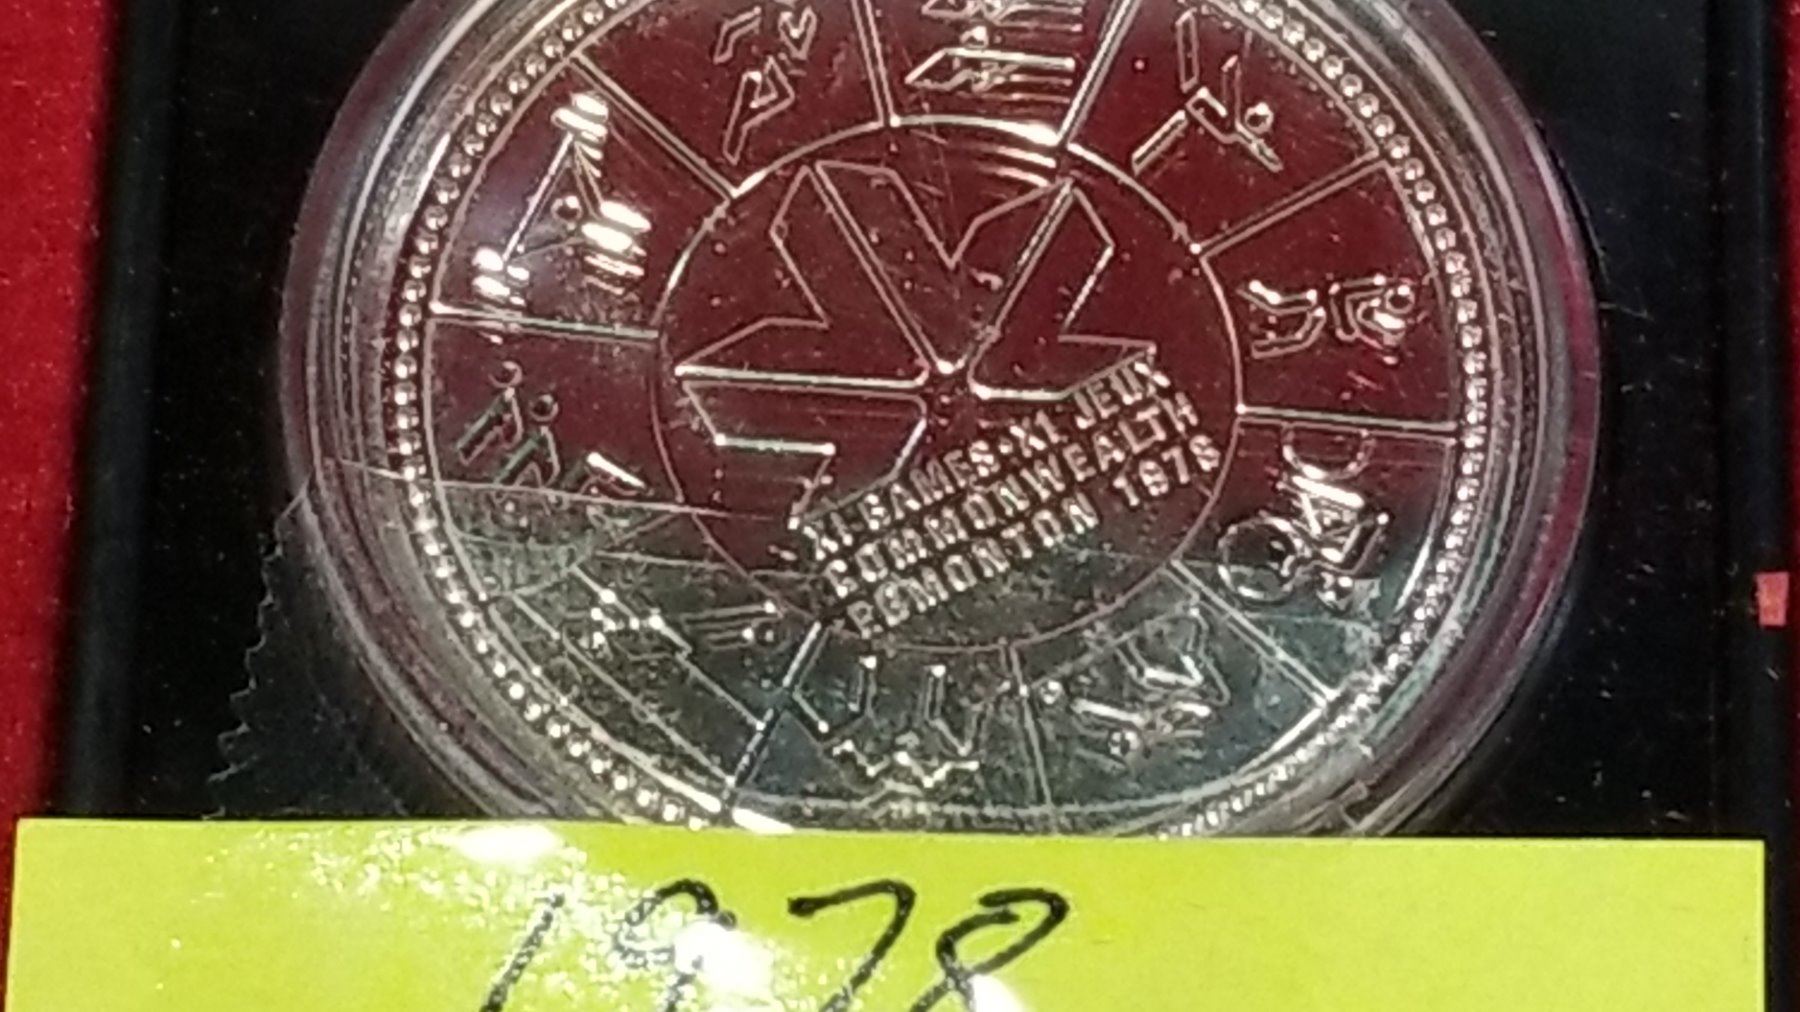 XI GAMES·XI JEUX
COMMONWEALTH
EDMONTON 1978
1978